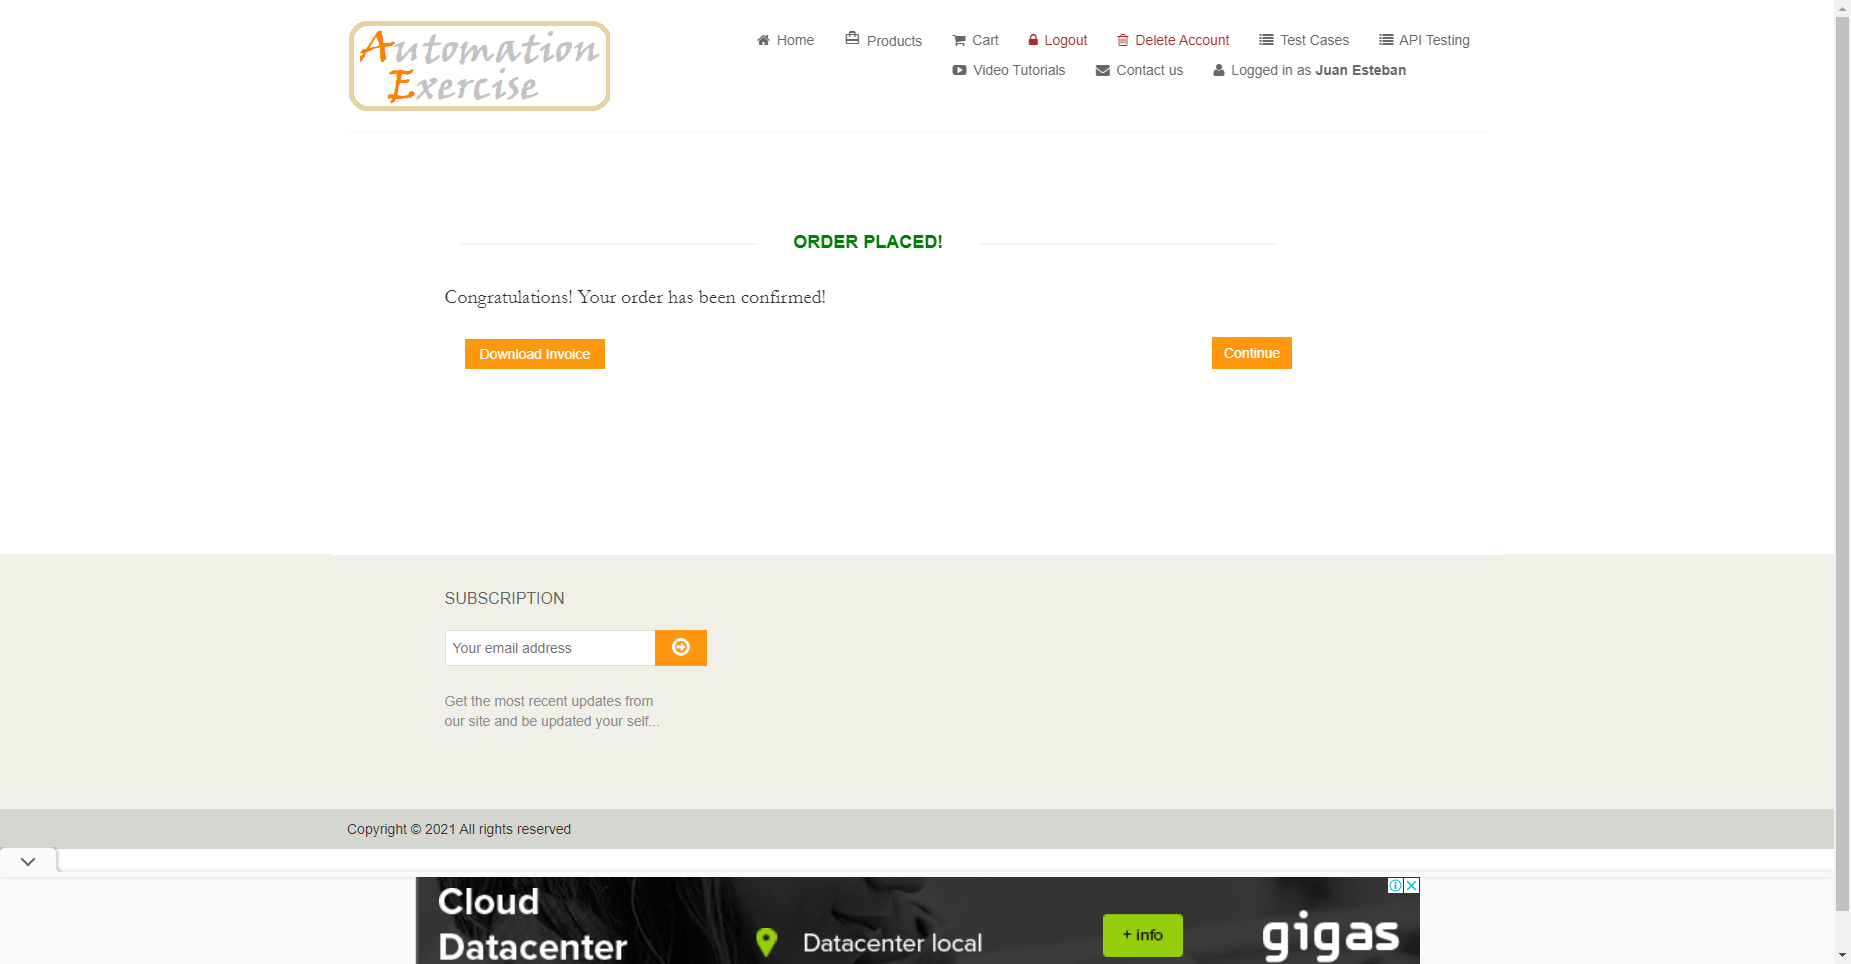 Automation
Exercise
Home
Products
Cart
Logout
Delete Account
Test Cases
API Testing
Video Tutorials
Contact us
Logged in as Juan Esteban
ORDER PLACED!
Congratulations! Your order has been confirmed!
Download Invoice
Continue
SUBSCRIPTION
Your email address
Get the most recent updates from
our site and be updated your self...
Copyright © 2021 All rights reserved
Cloud
Datacenter
Datacenter local
+ info
gigas